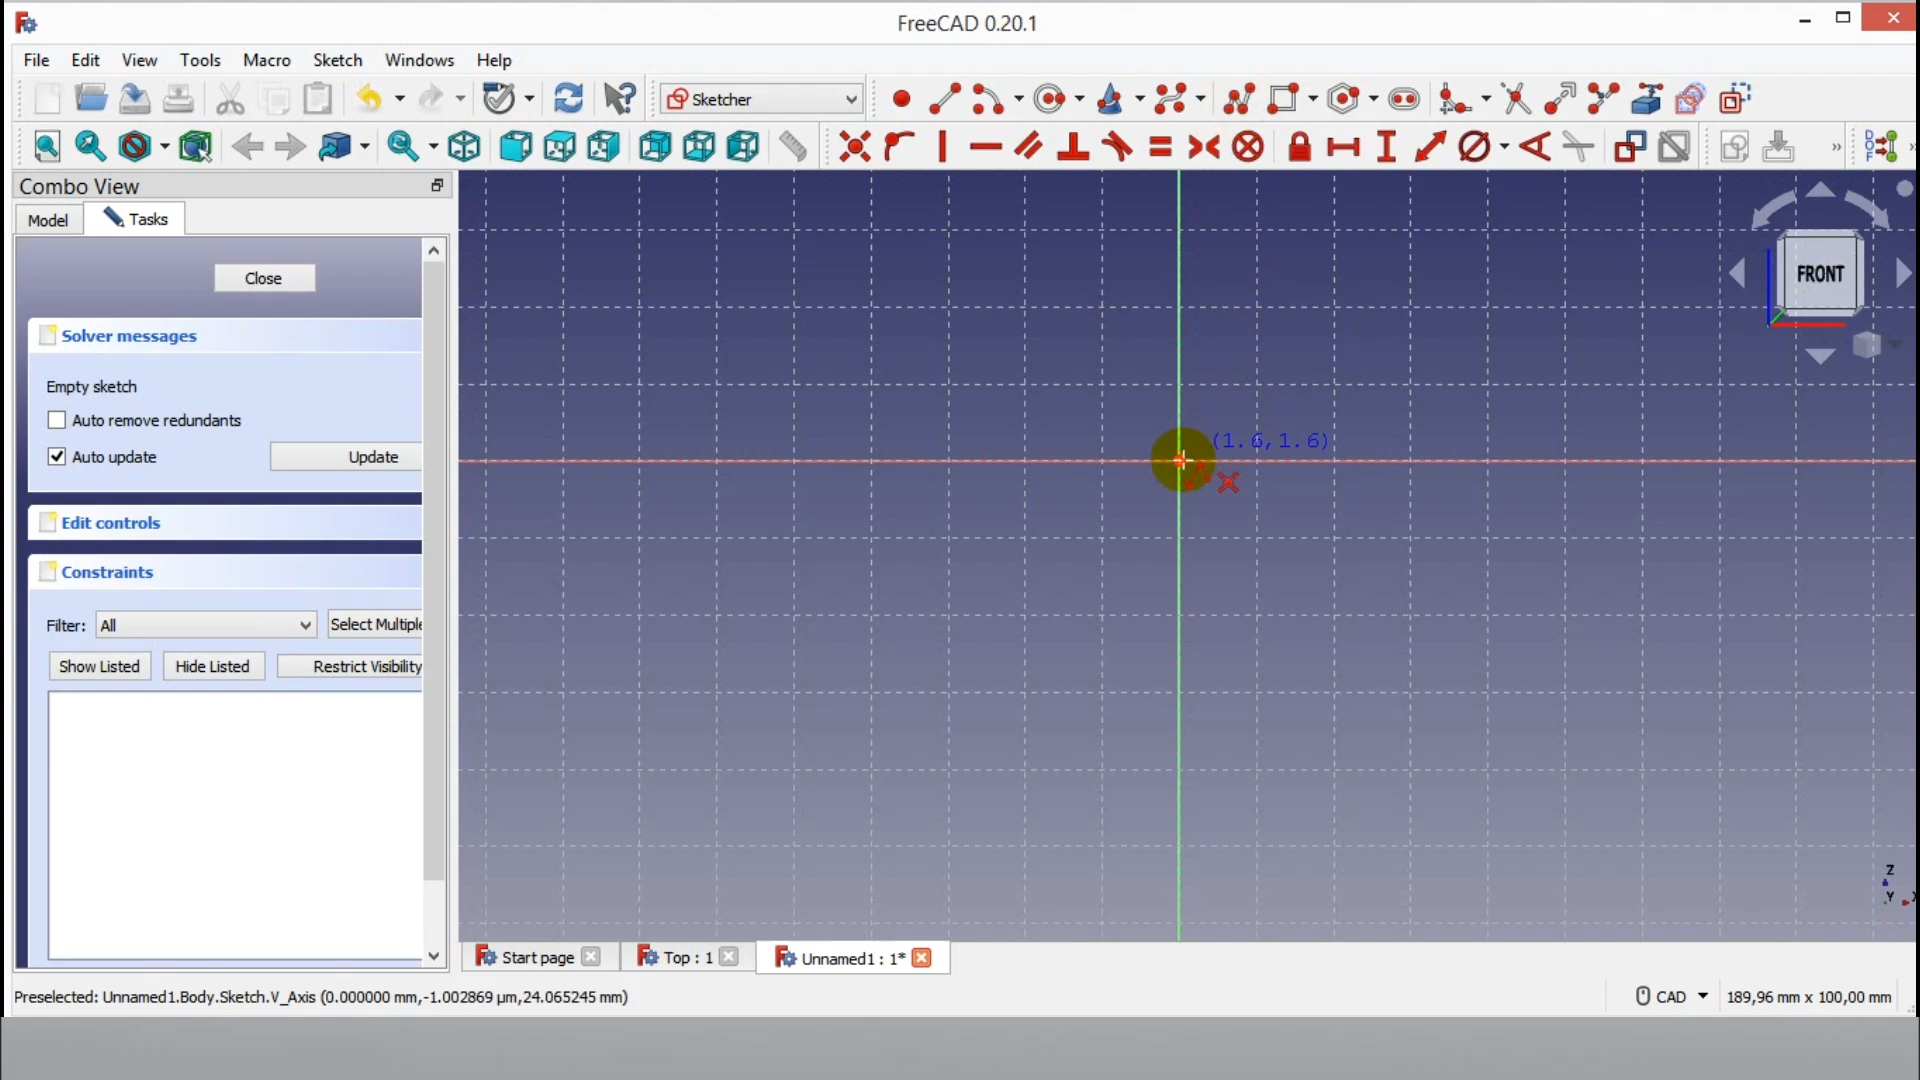 FreeCAD 0.20.1
File Edit View Tools Macro Sketch Windows Help
Sketcher
Combo View
Model Tasks
Close
Solver messages
Empty sketch
Auto remove redundants
Auto update Update
Edit controls
Constraints
Filter: All Select Multiple
Show Listed Hide Listed Restrict Visibility
(1.6,1.6)
FRONT
Z
Y X
Start page Top : 1 Unnamed1 : 1*
Preselected: Unnamed1.Body.Sketch.V_Axis (0.000000 mm,-1.002869 µm,24.065245 mm)
CAD 189,96 mm x 100,00 mm